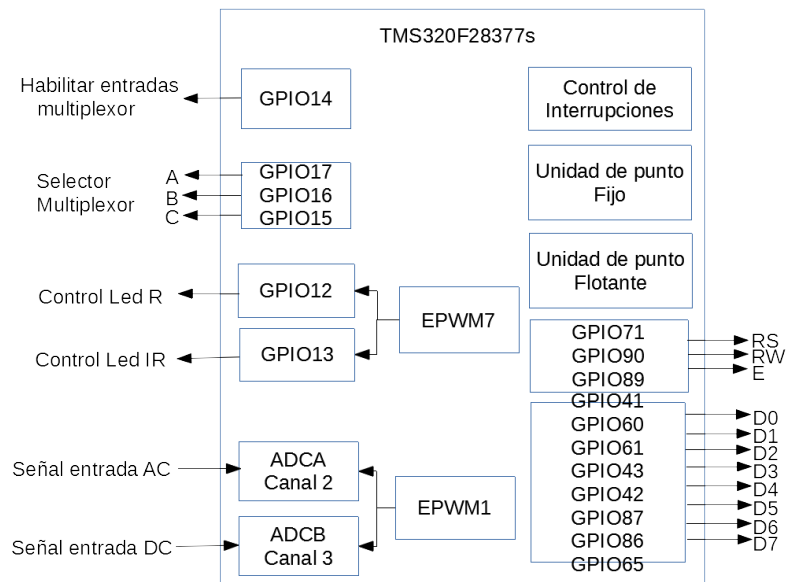 TMS320F28377s
Habilitar entradas
multiplexor
GPIO14
Control de
Interrupciones
Selector
Multiplexor
A
B
C
GPIO17
GPIO16
GPIO15
Unidad de punto
Fijo
Unidad de punto
Flotante
Control Led R
GPIO12
EPWM7
Control Led IR
GPIO13
GPIO71
GPIO90
GPIO89
RS
RW
E
GPIO41
GPIO60
GPIO61
GPIO43
GPIO42
GPIO87
GPIO86
GPIO65
D0
D1
D2
D3
D4
D5
D6
D7
Señal entrada AC
ADCA
Canal 2
EPWM1
Señal entrada DC
ADCB
Canal 3